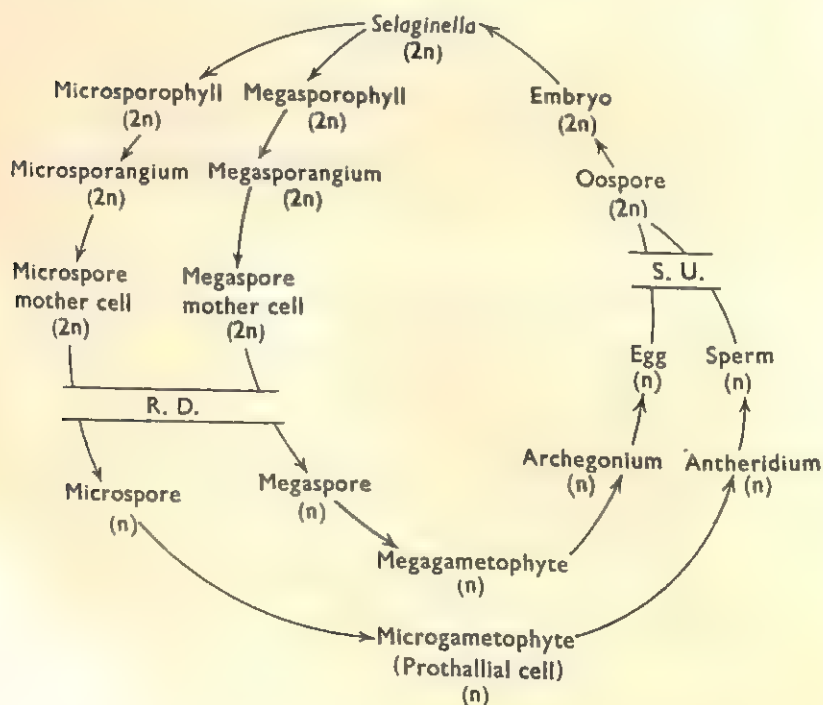 Selaginella
(2n)
Microsporophyll
(2n)
Megasporophyll
(2n)
Embryo
(2n)
Microsporangium
(2n)
Megasporangium
(2n)
Oospore
(2n)
Microspore
mother cell
(2n)
Megaspore
mother cell
(2n)
S. U.
Egg
(n)
Sperm
(n)
R. D.
Microspore
(n)
Megaspore
(n)
Archegonium
(n)
Antheridium
(n)
Megagametophyte
(n)
Microgametophyte
(Prothallial cell)
(n)